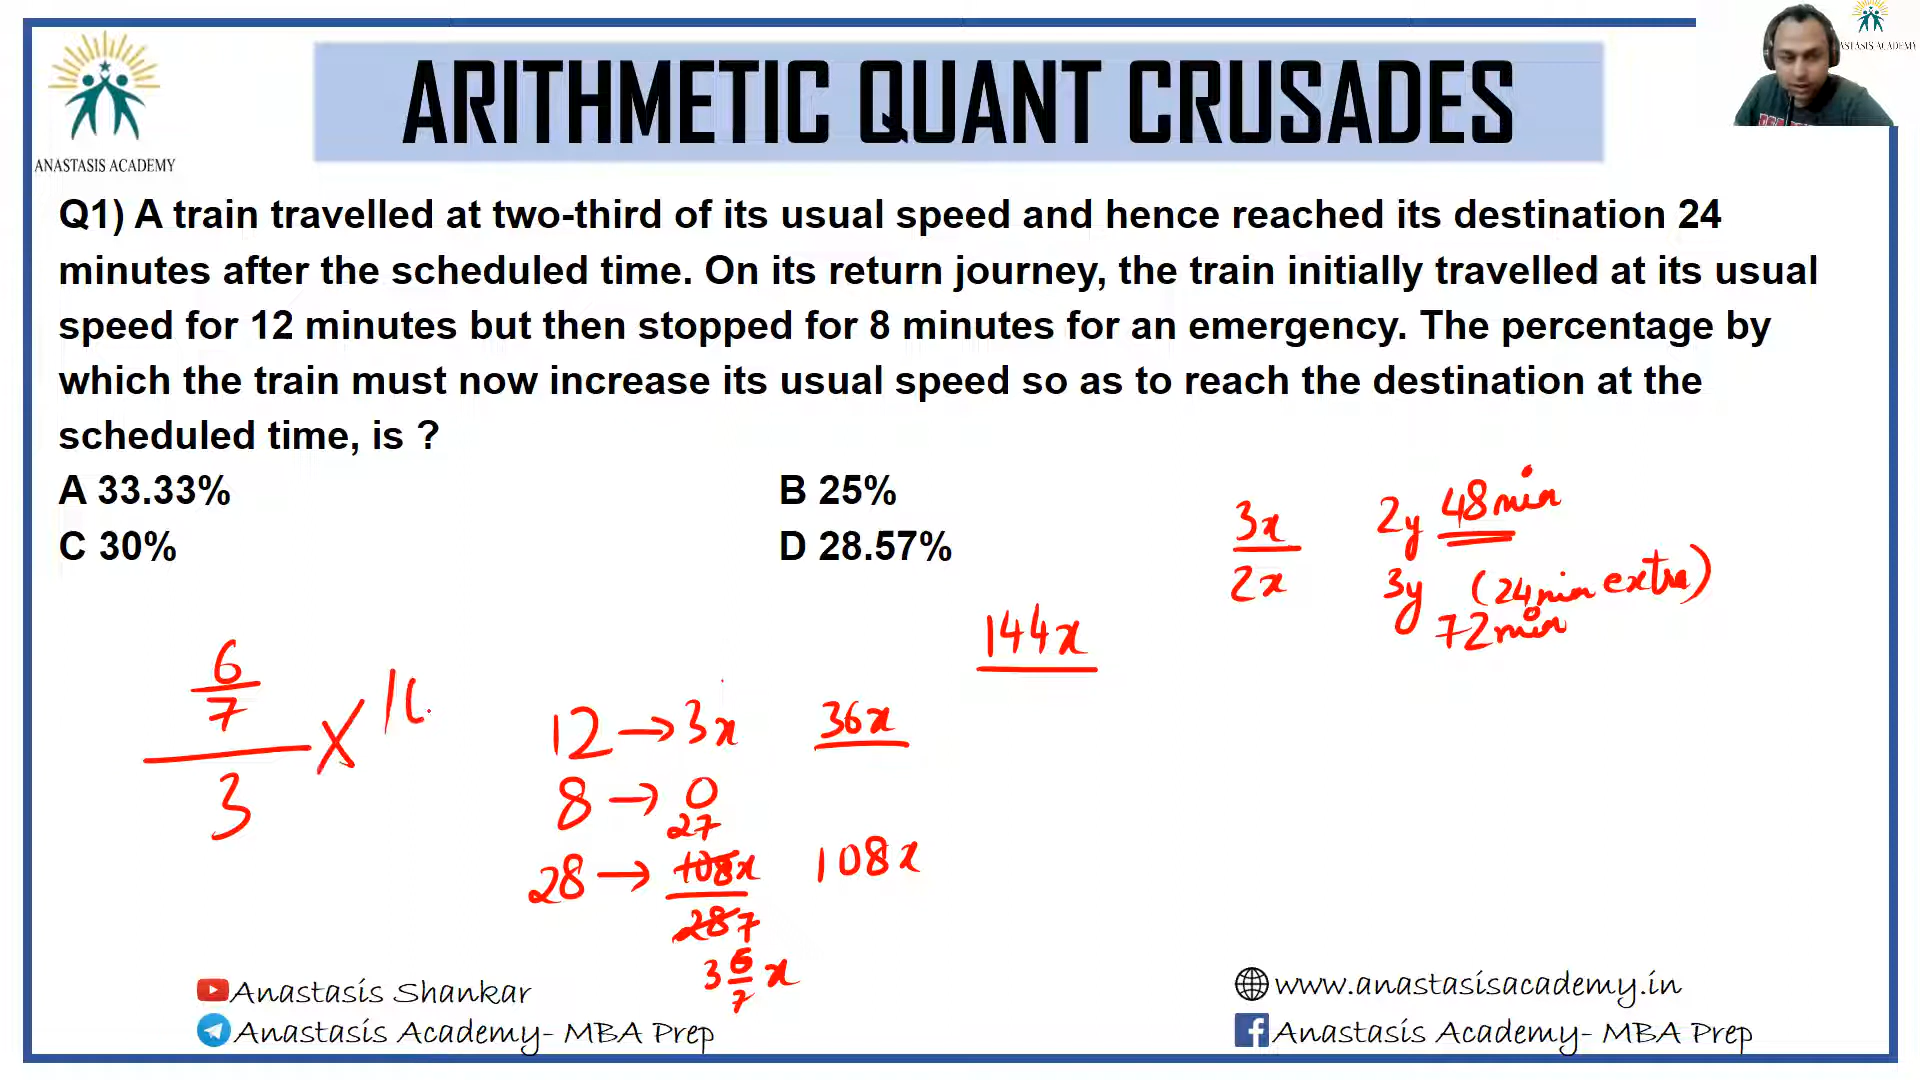 ASTASIS ACADEMY
ANASTASIS ACADEMY
ARITHMETIC QUANT CRUSADES
Q1) A train travelled at two-third of its usual speed and hence reached its destination 24
minutes after the scheduled time. On its return journey, the train initially travelled at its usual
speed for 12 minutes but then stopped for 8 minutes for an emergency. The percentage by
which the train must now increase its usual speed so as to reach the destination at the
scheduled time, is ?
A 33.33%
B 25%
C 30%
D 28.57%
3x
2x
2y 48min
3y (24min extra)
72min
144x
6
7
3
X
12 → 3x 36x
8 → 0
27
28 → 108x 108x
28 7
3 6/7 x
Anastasis Shankar
Anastasis Academy- MBA Prep
www.anastasisacademy.in
Anastasis Academy- MBA Prep